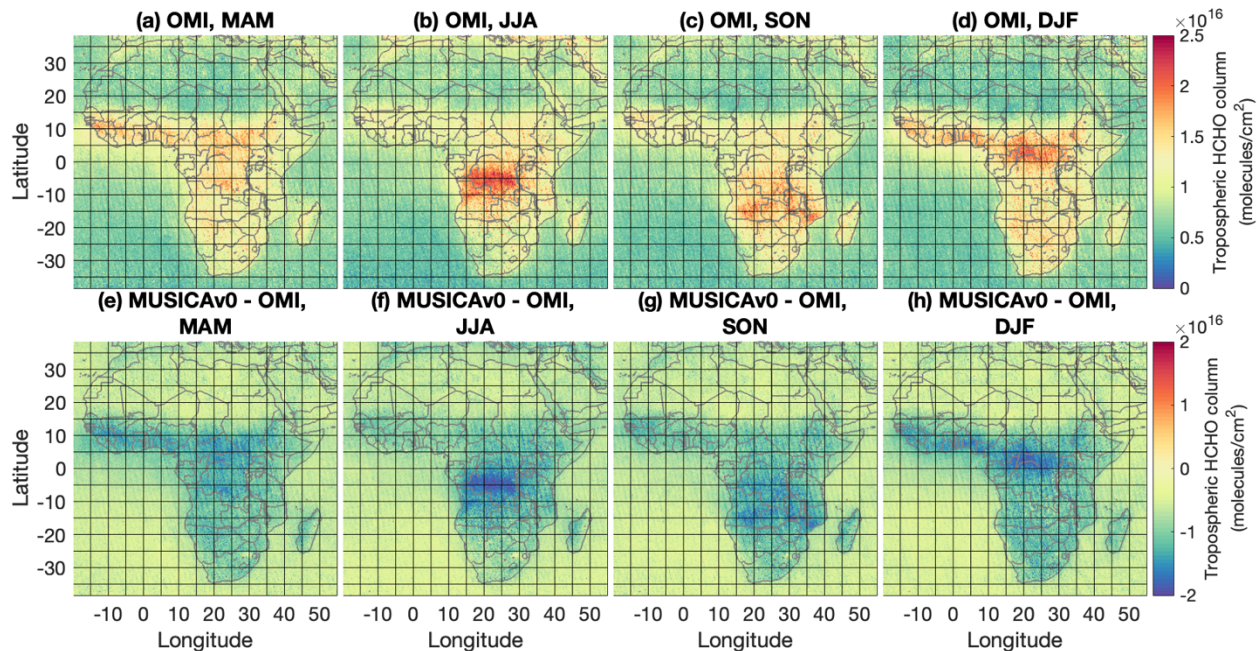 (a) OMI, MAM
(b) OMI, JJA
(c) OMI, SON
(d) OMI, DJF
×10¹⁶
2.5
2
1.5
1
0.5
0
Tropospheric HCHO column
(molecules/cm²)
30
20
10
0
-10
-20
-30
Latitude
(e) MUSICAv0 - OMI,
MAM
(f) MUSICAv0 - OMI,
JJA
(g) MUSICAv0 - OMI,
SON
(h) MUSICAv0 - OMI,
DJF
×10¹⁶
2
1
0
-1
-2
Tropospheric HCHO column
(molecules/cm²)
30
20
10
0
-10
-20
-30
Latitude
-10 0 10 20 30 40 50
-10 0 10 20 30 40 50
-10 0 10 20 30 40 50
-10 0 10 20 30 40 50
Longitude
Longitude
Longitude
Longitude